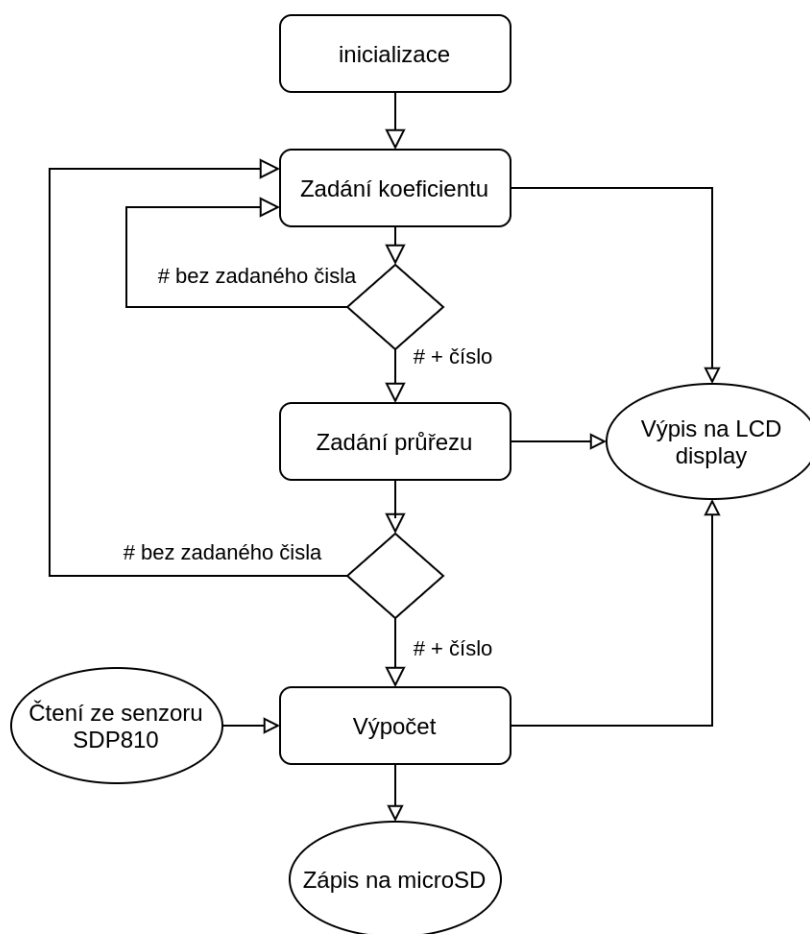 inicializace
Zadání koeficientu
# bez zadaného čisla
# + číslo
Zadání průřezu
Výpis na LCD
display
# bez zadaného čisla
# + číslo
Čtení ze senzoru
SDP810
Výpočet
Zápis na microSD